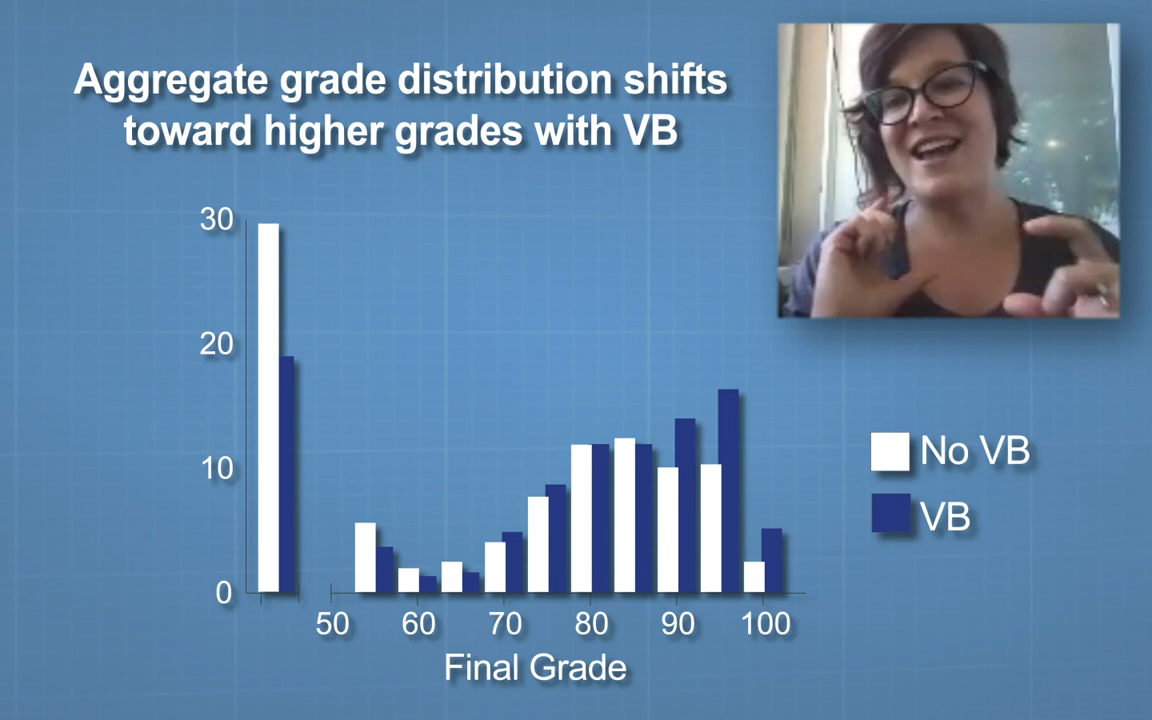 Aggregate grade distribution shifts
toward higher grades with VB
30
20
10
0
50 60 70 80 90 100
Final Grade
No VB
VB